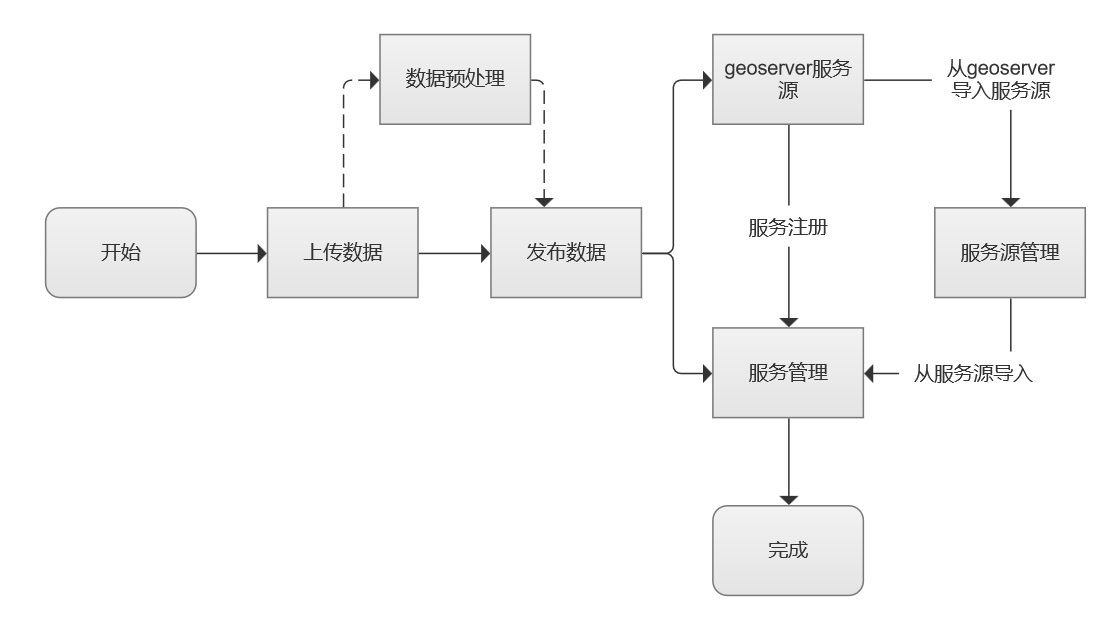 数据预处理
geoserver服务
源
从geoserver
导入服务源
开始
上传数据
发布数据
服务注册
服务源管理
服务管理
从服务源导入
完成